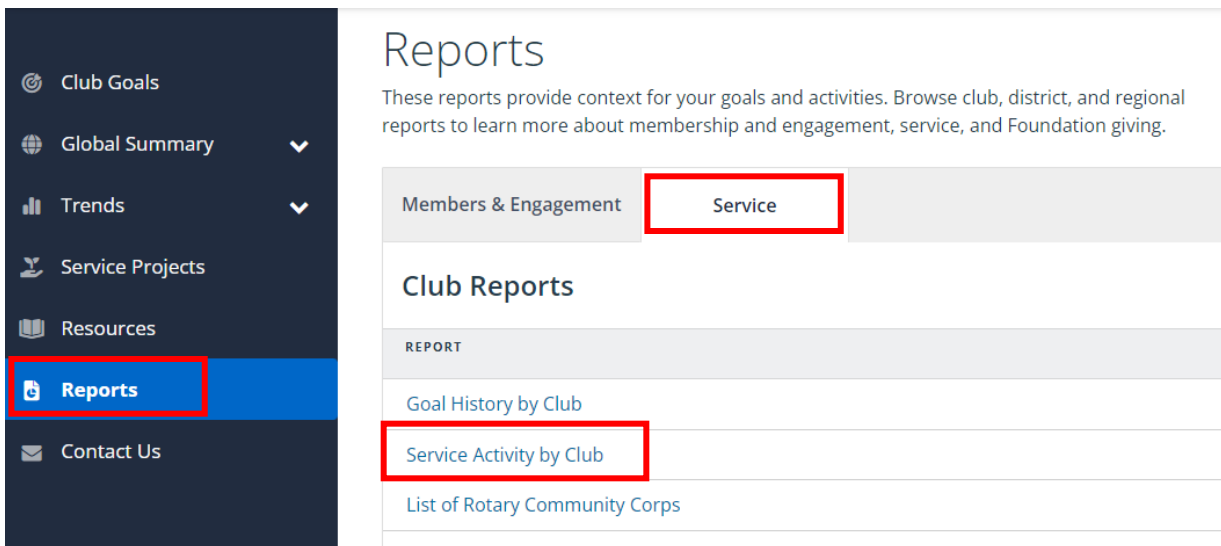 Club Goals
Global Summary
Trends
Service Projects
Resources
Reports
Contact Us
Reports
These reports provide context for your goals and activities. Browse club, district, and regional
reports to learn more about membership and engagement, service, and Foundation giving.
Members & Engagement
Service
Club Reports
REPORT
Goal History by Club
Service Activity by Club
List of Rotary Community Corps